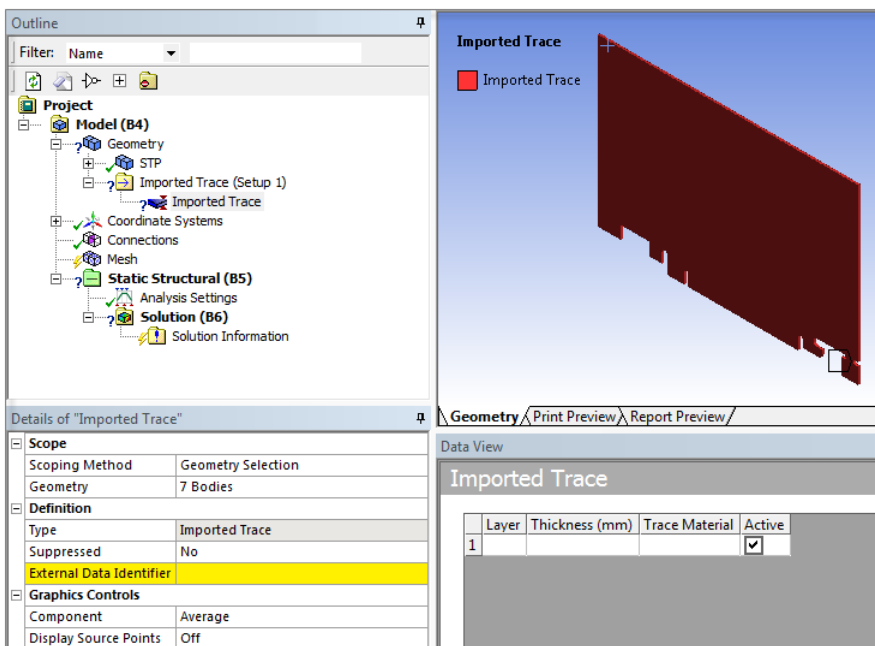 Outline
Filter: Name
Project
Model (B4)
Geometry
STP
Imported Trace (Setup 1)
Imported Trace
Coordinate Systems
Connections
Mesh
Static Structural (B5)
Analysis Settings
Solution (B6)
Solution Information
Details of "Imported Trace"
Scope
Scoping Method Geometry Selection
Geometry 7 Bodies
Definition
Type Imported Trace
Suppressed No
External Data Identifier
Graphics Controls
Component Average
Display Source Points Off
Imported Trace
Imported Trace
Geometry Print Preview Report Preview
Data View
Imported Trace
Layer Thickness (mm) Trace Material Active
1